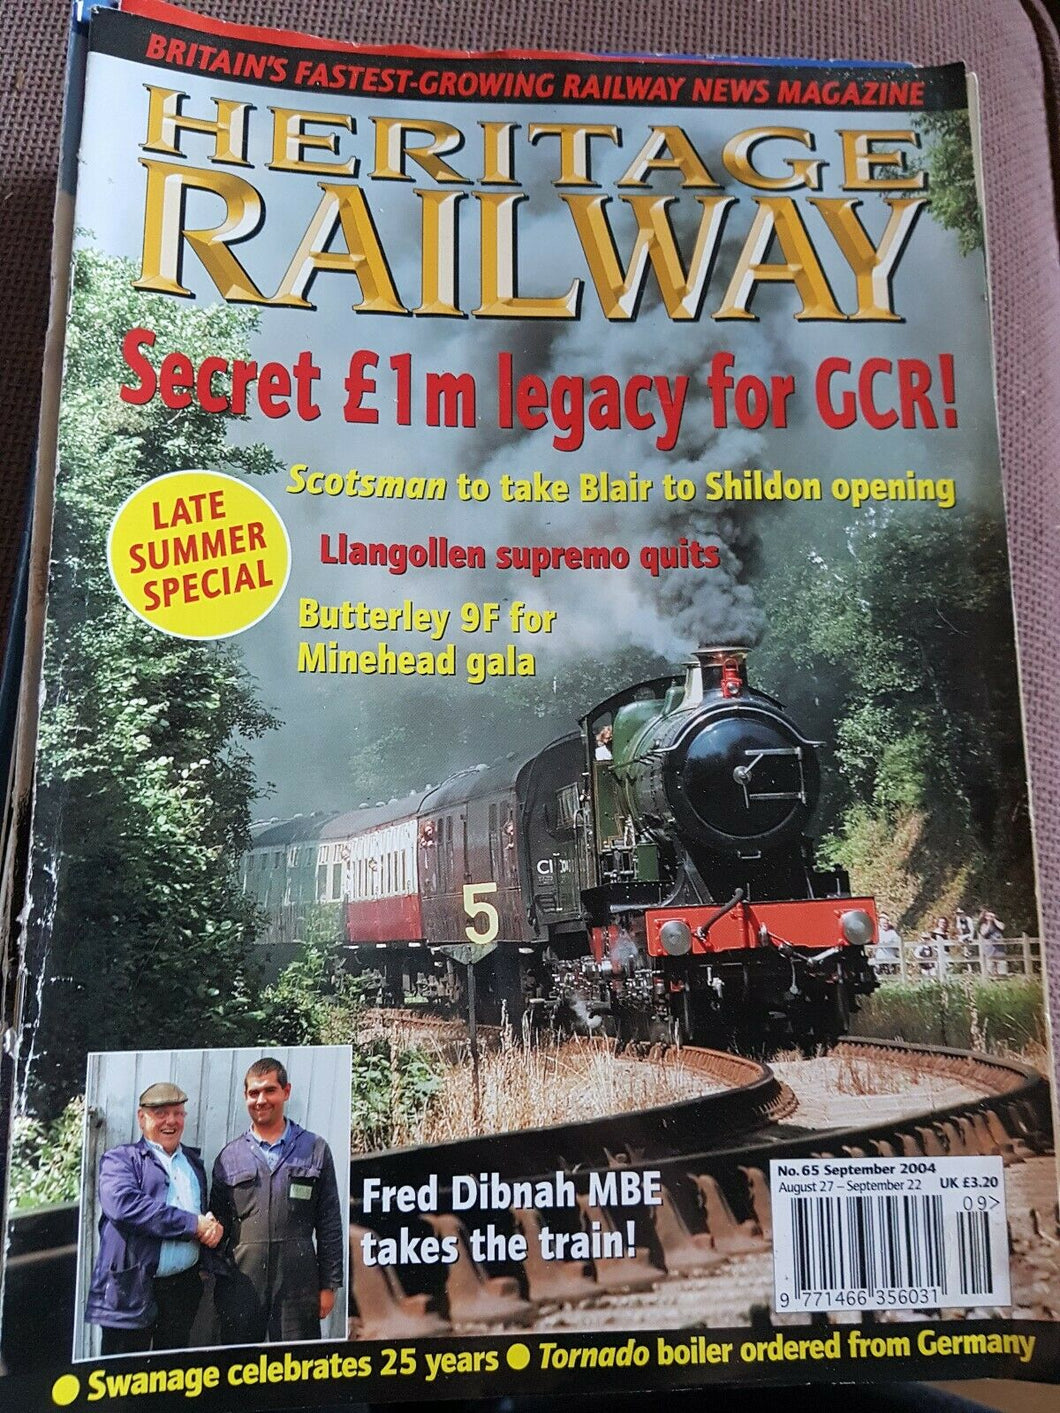 BRITAIN'S FASTEST-GROWING RAILWAY NEWS MAGAZINE
HERITAGE
RAILWAY
Secret £1m legacy for GCR!
Scotsman to take Blair to Shildon opening
LATE
SUMMER
SPECIAL
Llangollen supremo quits
Butterley 9F for
Minehead gala
5
Fred Dibnah MBE
takes the train!
No.65 September 2004
August 27 – September 22 UK £3.20
09>
9 771466 356031
Swanage celebrates 25 years ● Tornado boiler ordered from Germany